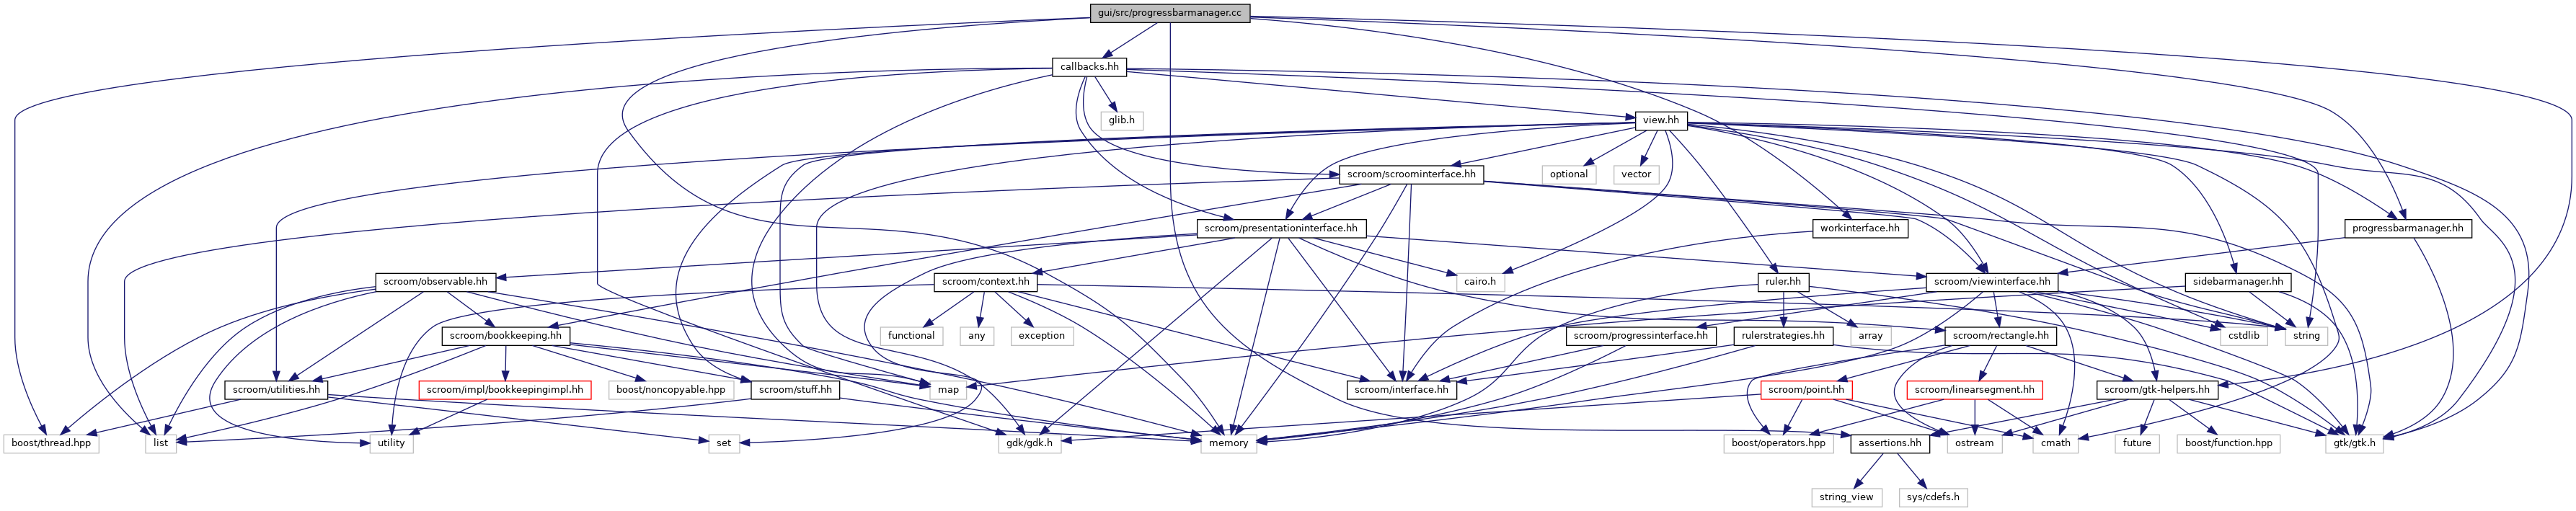 gui/src/progressbarmanager.cc
callbacks.hh
glib.h
view.hh
scroom/scroominterface.hh
optional
vector
scroom/presentationinterface.hh
workinterface.hh
progressbarmanager.hh
scroom/observable.hh
scroom/context.hh
cairo.h
ruler.hh
scroom/viewinterface.hh
sidebarmanager.hh
scroom/bookkeeping.hh
functional
any
exception
scroom/progressinterface.hh
rulerstrategies.hh
array
scroom/rectangle.hh
cstdlib
string
scroom/utilities.hh
scroom/impl/bookkeepingimpl.hh
boost/noncopyable.hpp
scroom/stuff.hh
map
scroom/interface.hh
scroom/point.hh
scroom/linearsegment.hh
scroom/gtk-helpers.hh
boost/thread.hpp
list
utility
set
gdk/gdk.h
memory
boost/operators.hpp
assertions.hh
ostream
cmath
future
boost/function.hpp
gtk/gtk.h
string_view
sys/cdefs.h